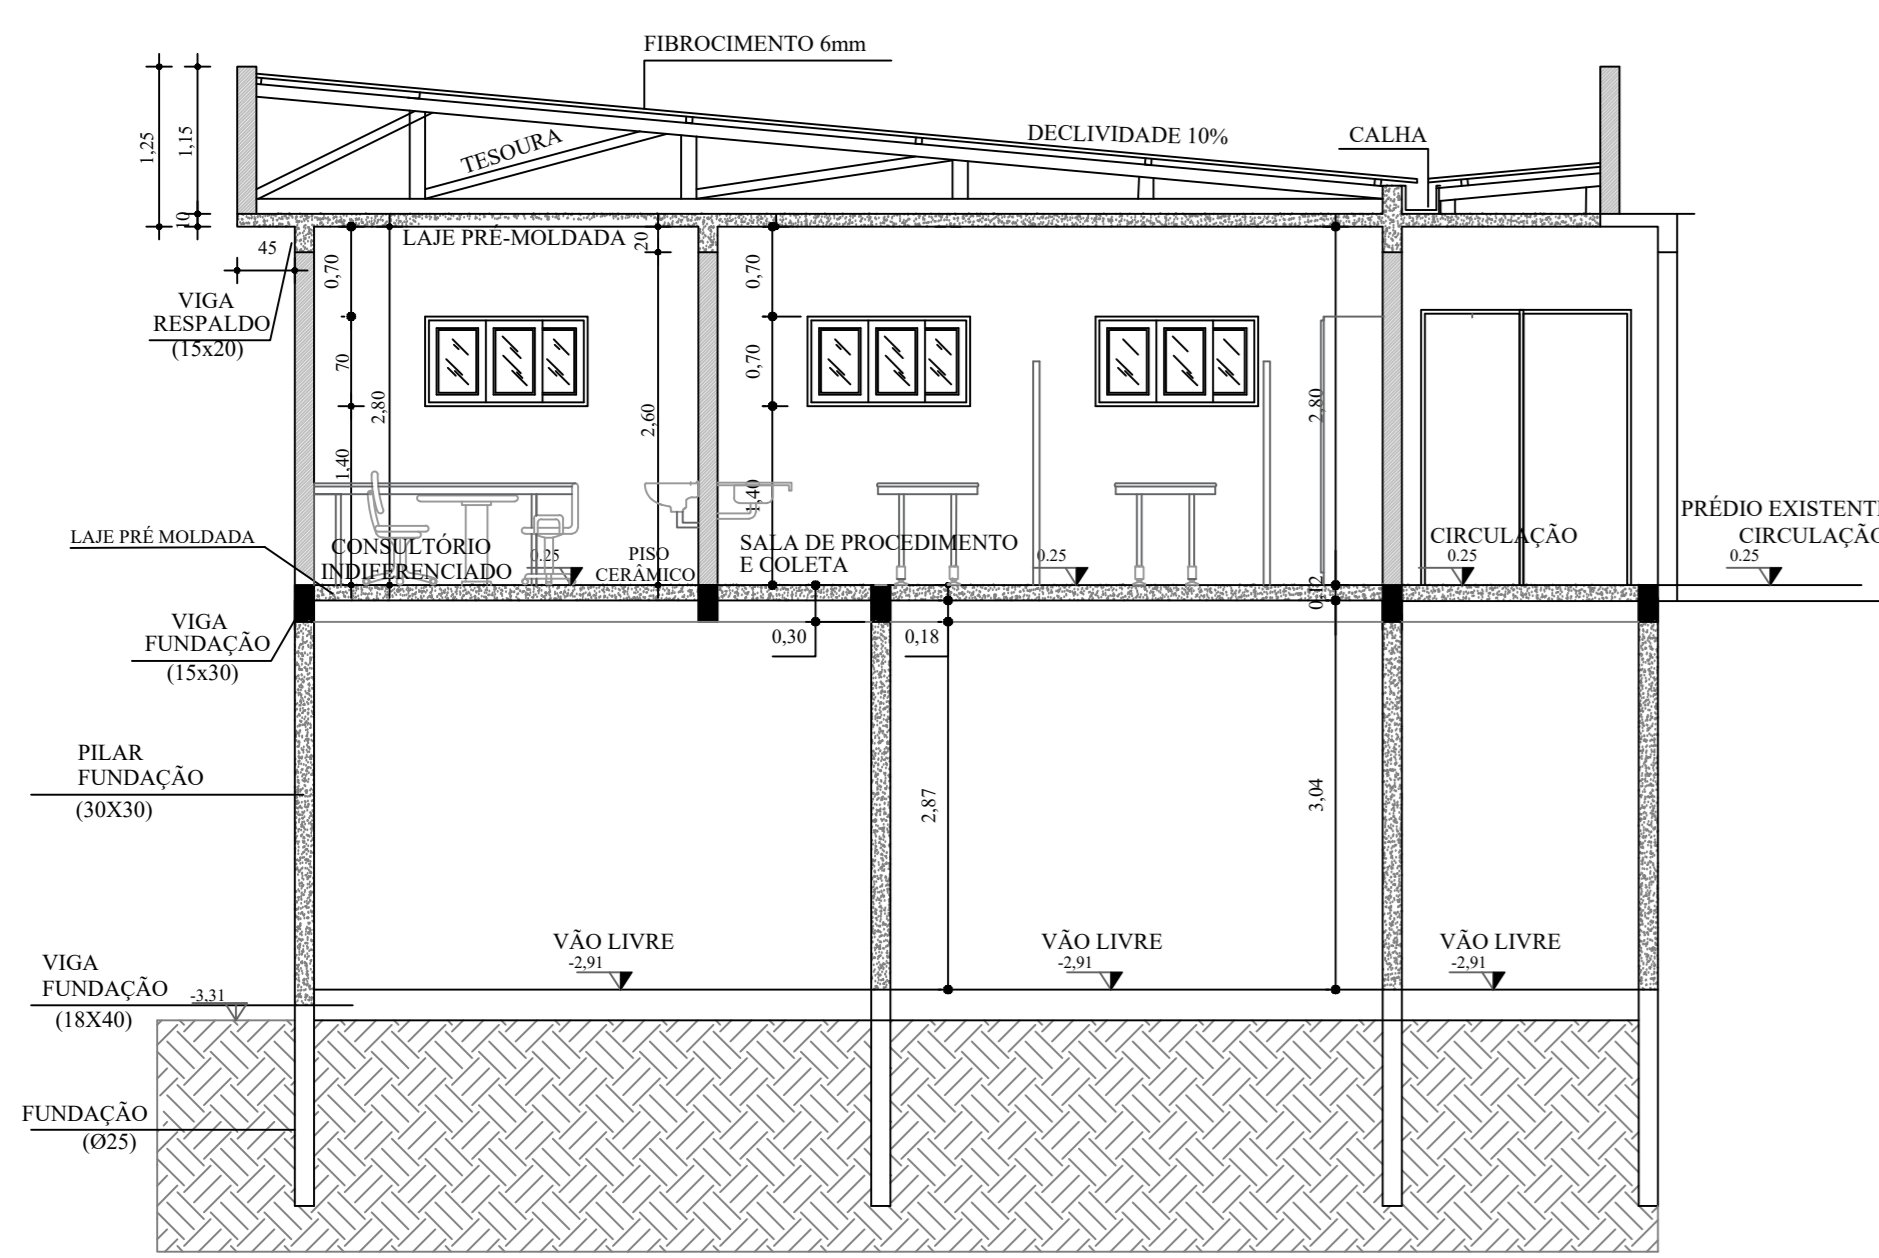 FIBROCIMENTO 6mm
1,25
1,15
10
TESOURA
DECLIVIDADE 10%
CALHA
45
LAJE PRÉ-MOLDADA
20
0,70
0,70
VIGA
RESPALDO
(15x20)
70
0,70
2,80
2,60
2,80
1.40
1,40
LAJE PRÉ MOLDADA
CONSULTÓRIO
INDIFERENCIADO
0.25
PISO
CERÂMICO
SALA DE PROCEDIMENTO
E COLETA
0.25
CIRCULAÇÃO
0.25
PRÉDIO EXISTENTE
CIRCULAÇÃO
0.25
0,12
VIGA
FUNDAÇÃO
(15x30)
0,30
0,18
PILAR
FUNDAÇÃO
(30X30)
2,87
3,04
VÃO LIVRE
-2,91
VÃO LIVRE
-2,91
VÃO LIVRE
-2,91
VIGA
FUNDAÇÃO
(18X40)
-3,31
FUNDAÇÃO
(Ø25)